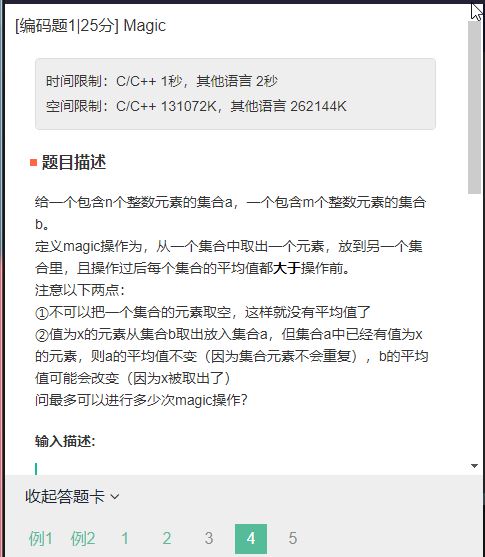 [编码题1|25分] Magic
时间限制：C/C++ 1秒，其他语言 2秒
空间限制：C/C++ 131072K，其他语言 262144K
题目描述
给一个包含n个整数元素的集合a，一个包含m个整数元素的集合
b。
定义magic操作为，从一个集合中取出一个元素，放到另一个集
合里，且操作过后每个集合的平均值都大于操作前。
注意以下两点：
①不可以把一个集合的元素取空，这样就没有平均值了
②值为x的元素从集合b取出放入集合a，但集合a中已经有值为x
的元素，则a的平均值不变（因为集合元素不会重复），b的平均
值可能会改变（因为x被取出了）
问最多可以进行多少次magic操作？
输入描述:
收起答题卡
例1 例2 1 2 3 4 5